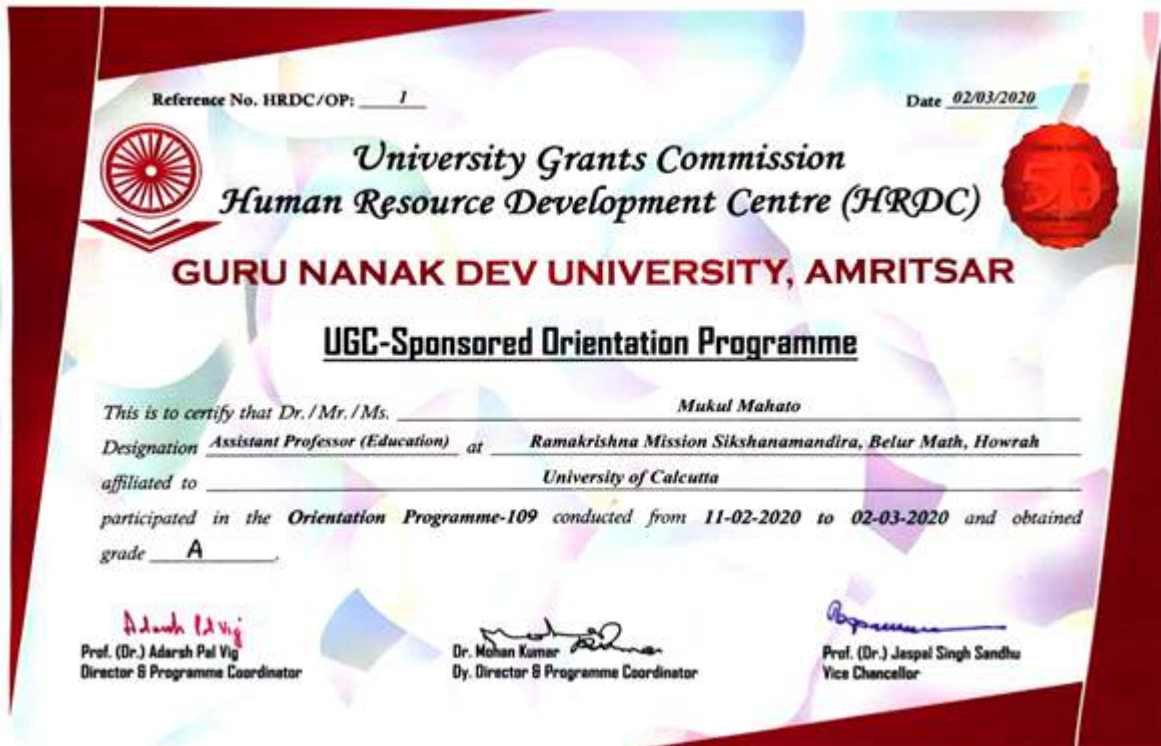 Reference No. HRDC/OP: 1
Date 02/03/2020
University Grants Commission
Human Resource Development Centre (HRDC)
50
GURU NANAK DEV UNIVERSITY, AMRITSAR
UGC-Sponsored Orientation Programme
This is to certify that Dr./Mr./Ms. Mukul Mahato
Designation Assistant Professor (Education) at Ramakrishna Mission Sikshanamandira, Belur Math, Howrah
affiliated to University of Calcutta
participated in the Orientation Programme-109 conducted from 11-02-2020 to 02-03-2020 and obtained
grade A.
Adarsh Pal Vig
Prof. (Dr.) Adarsh Pal Vig
Director & Programme Coordinator
Dr. Mohan Kumar
Dy. Director & Programme Coordinator
Prof. (Dr.) Jaspal Singh Sandhu
Vice Chancellor